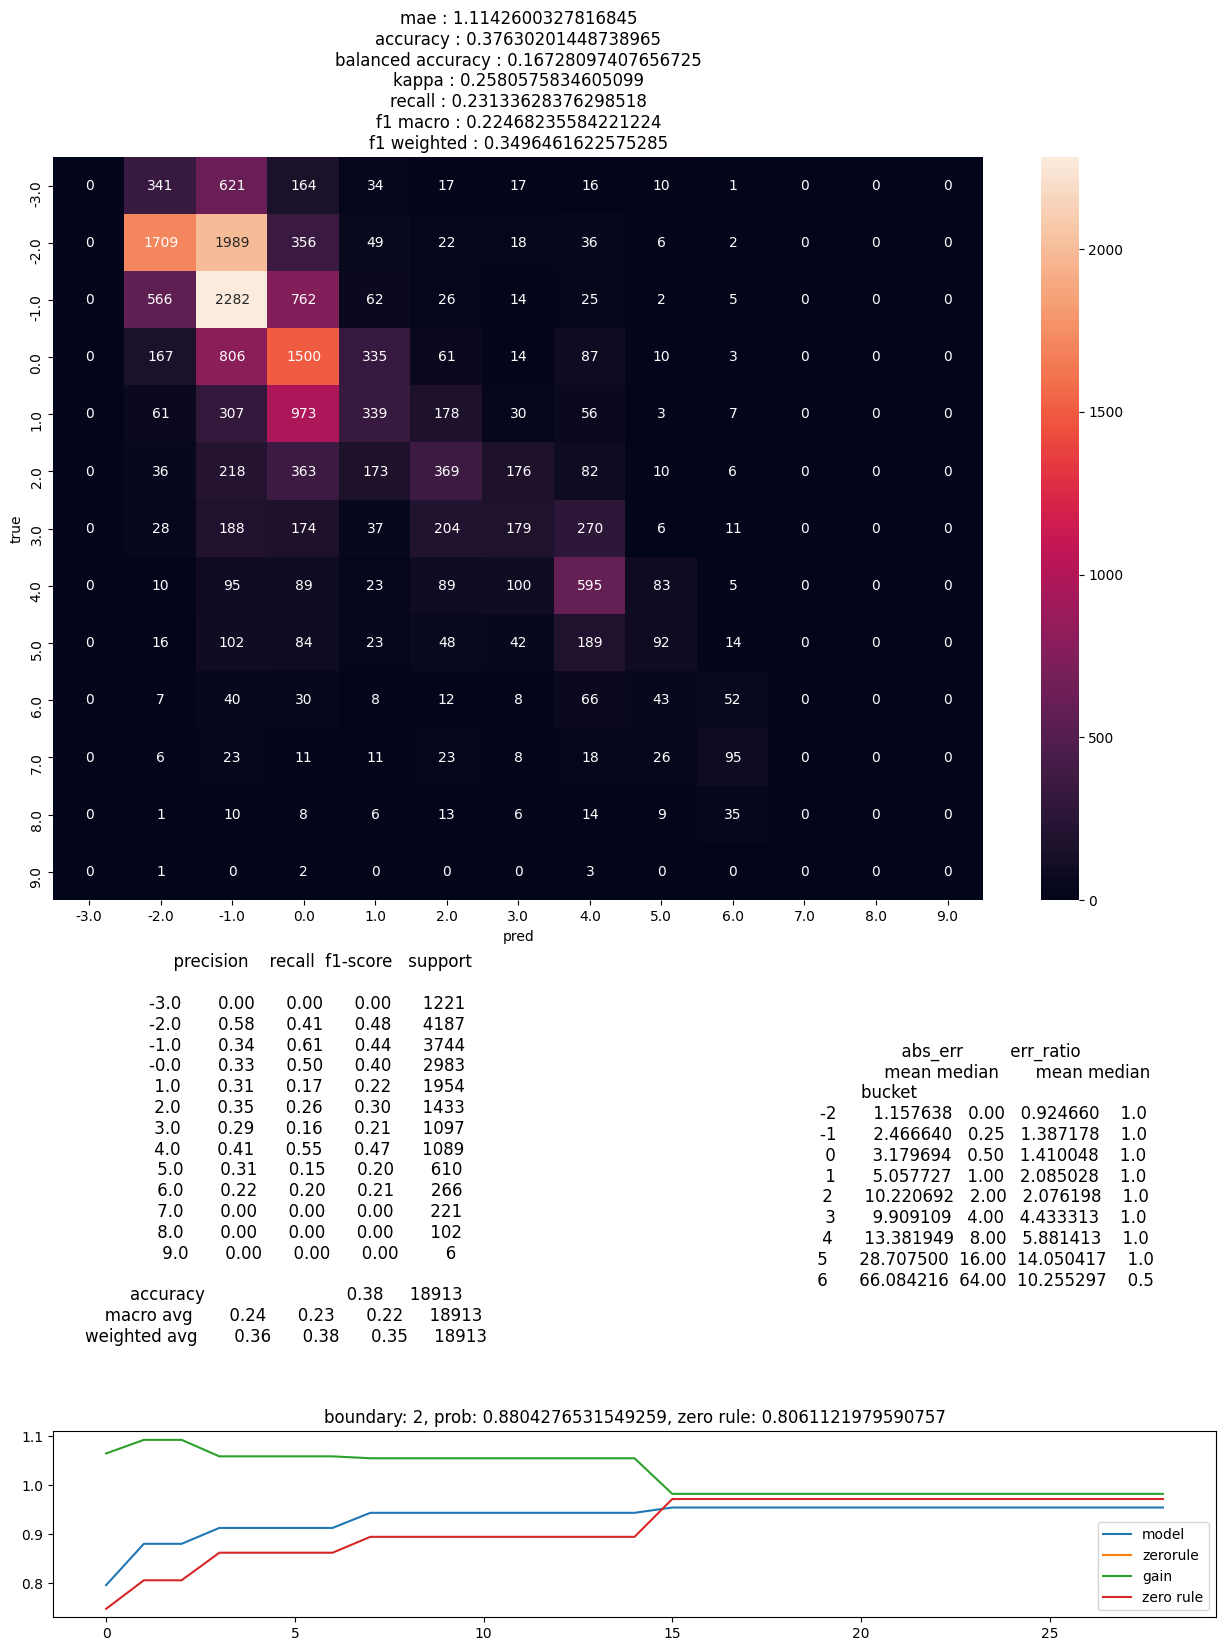 mae : 1.1142600327816845
accuracy : 0.37630201448738965
balanced accuracy : 0.16728097407656725
kappa : 0.2580575834605099
recall : 0.23133628376298518
f1 macro : 0.22468235584221224
f1 weighted : 0.3496461622575285
-3.0 0 341 621 164 34 17 17 16 10 1 0 0 0
-2.0 0 1709 1989 356 49 22 18 36 6 2 0 0 0
-1.0 0 566 2282 762 62 26 14 25 2 5 0 0 0
0.0 0 167 806 1500 335 61 14 87 10 3 0 0 0
1.0 0 61 307 973 339 178 30 56 3 7 0 0 0
2.0 0 36 218 363 173 369 176 82 10 6 0 0 0
3.0 0 28 188 174 37 204 179 270 6 11 0 0 0
4.0 0 10 95 89 23 89 100 595 83 5 0 0 0
5.0 0 16 102 84 23 48 42 189 92 14 0 0 0
6.0 0 7 40 30 8 12 8 66 43 52 0 0 0
7.0 0 6 23 11 11 23 8 18 26 95 0 0 0
8.0 0 1 10 8 6 13 6 14 9 35 0 0 0
9.0 0 1 0 2 0 0 0 3 0 0 0 0 0
true
-3.0 -2.0 -1.0 0.0 1.0 2.0 3.0 4.0 5.0 6.0 7.0 8.0 9.0
pred
2000
1500
1000
500
0
precision recall f1-score support
-3.0 0.00 0.00 0.00 1221
-2.0 0.58 0.41 0.48 4187
-1.0 0.34 0.61 0.44 3744
-0.0 0.33 0.50 0.40 2983
1.0 0.31 0.17 0.22 1954
2.0 0.35 0.26 0.30 1433
3.0 0.29 0.16 0.21 1097
4.0 0.41 0.55 0.47 1089
5.0 0.31 0.15 0.20 610
6.0 0.22 0.20 0.21 266
7.0 0.00 0.00 0.00 221
8.0 0.00 0.00 0.00 102
9.0 0.00 0.00 0.00 6
accuracy 0.38 18913
macro avg 0.24 0.23 0.22 18913
weighted avg 0.36 0.38 0.35 18913
abs_err err_ratio
mean median mean median
bucket
-2 1.157638 0.00 0.924660 1.0
-1 2.466640 0.25 1.387178 1.0
0 3.179694 0.50 1.410048 1.0
1 5.057727 1.00 2.085028 1.0
2 10.220692 2.00 2.076198 1.0
3 9.909109 4.00 4.433313 1.0
4 13.381949 8.00 5.881413 1.0
5 28.707500 16.00 14.050417 1.0
6 66.084216 64.00 10.255297 0.5
boundary: 2, prob: 0.8804276531549259, zero rule: 0.8061121979590757
1.1
1.0
0.9
0.8
0 5 10 15 20 25
model
zerorule
gain
zero rule